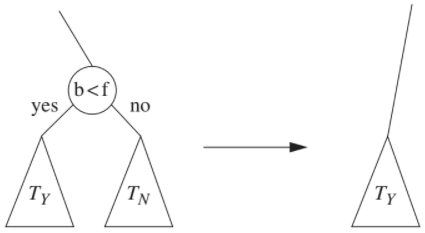 b<f
yes no
T_Y T_N T_Y